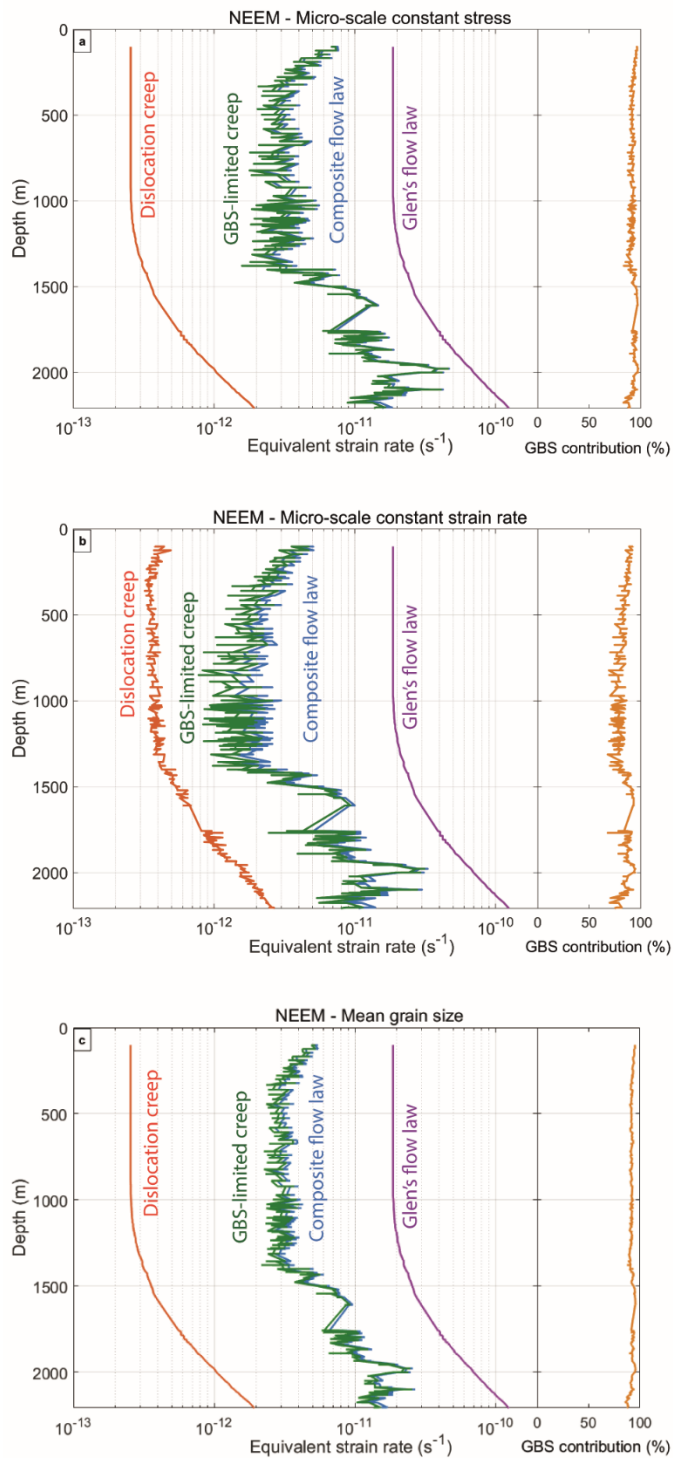 NEEM - Micro-scale constant stress
a
0
500
1000
1500
2000
Depth (m)
Dislocation creep
GBS-limited creep
Composite flow law
Glen's flow law
10⁻¹³ 10⁻¹² 10⁻¹¹ 10⁻¹⁰ 0 50 100
Equivalent strain rate (s⁻¹) GBS contribution (%)
NEEM - Micro-scale constant strain rate
b
0
500
1000
1500
2000
Depth (m)
Dislocation creep
GBS-limited creep
Composite flow law
Glen's flow law
10⁻¹³ 10⁻¹² 10⁻¹¹ 10⁻¹⁰ 0 50 100
Equivalent strain rate (s⁻¹) GBS contribution (%)
NEEM - Mean grain size
c
0
500
1000
1500
2000
Depth (m)
Dislocation creep
GBS-limited creep
Composite flow law
Glen's flow law
10⁻¹³ 10⁻¹² 10⁻¹¹ 10⁻¹⁰ 0 50 100
Equivalent strain rate (s⁻¹) GBS contribution (%)